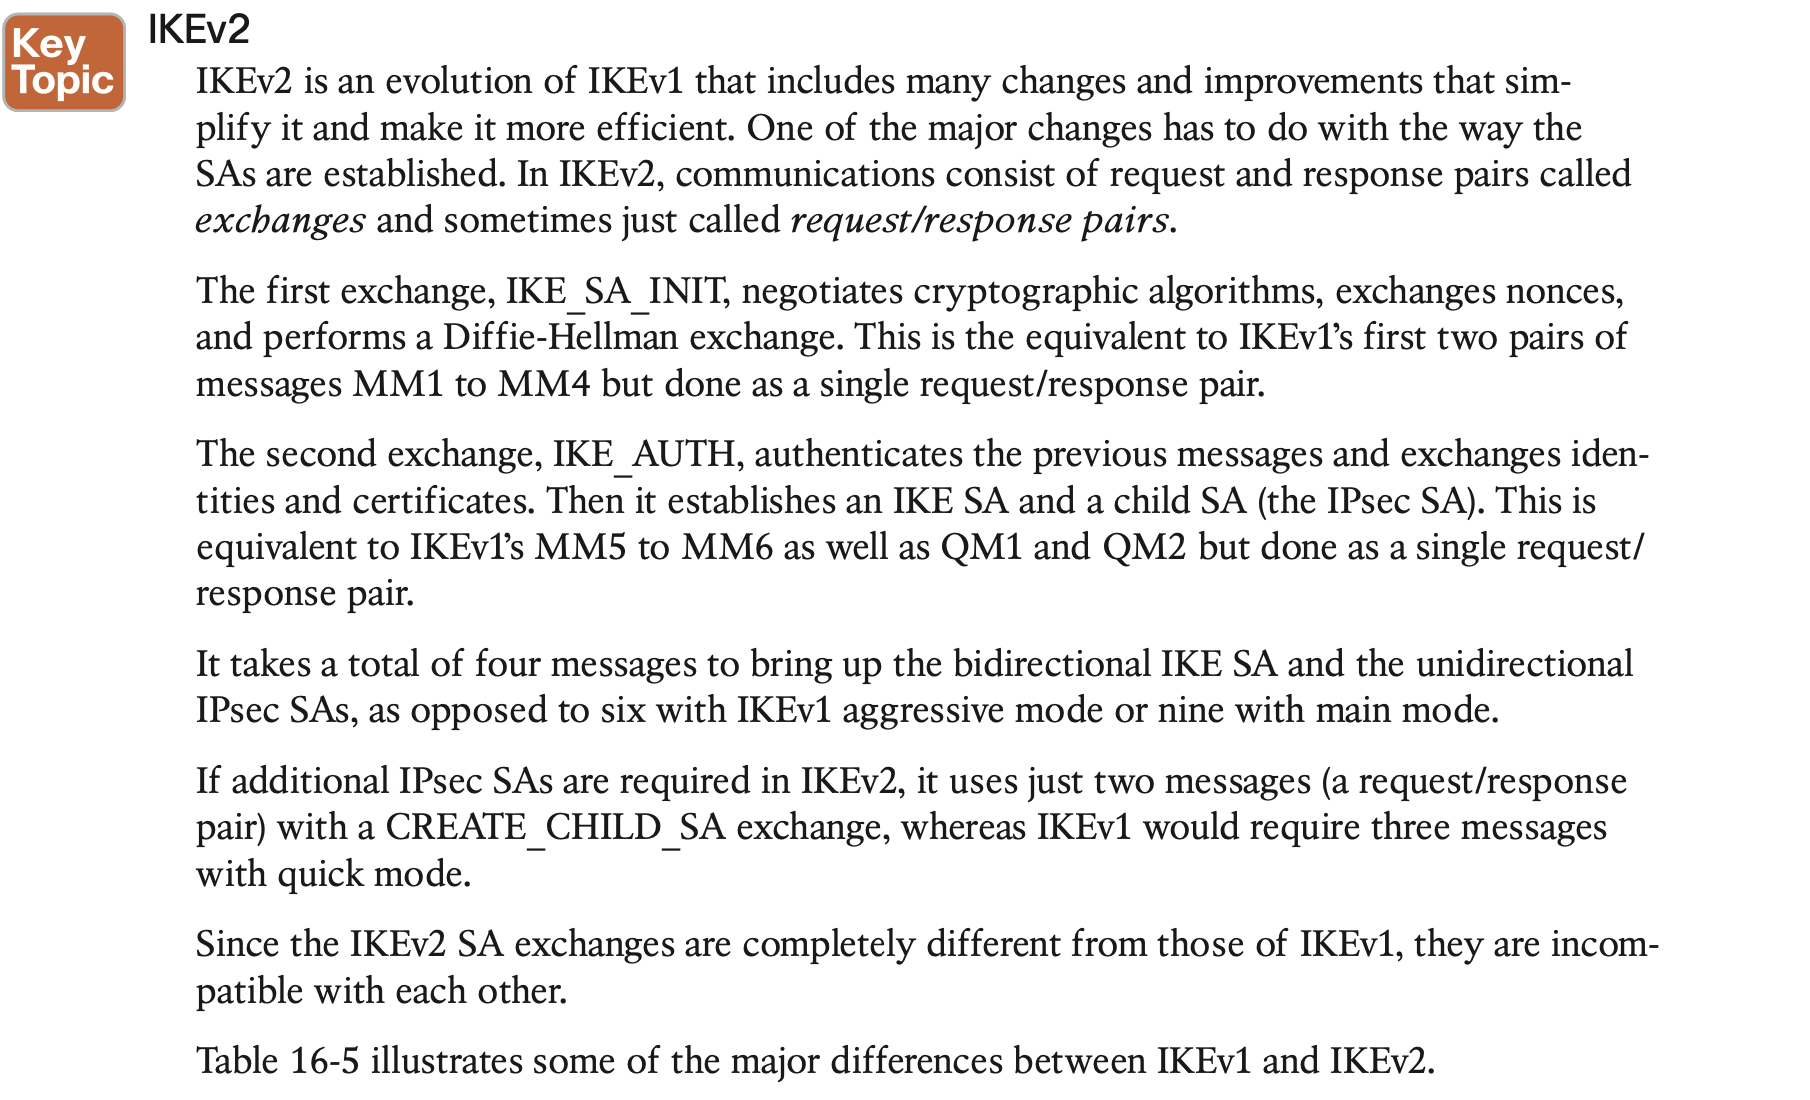 Key
Topic
IKEv2
IKEv2 is an evolution of IKEv1 that includes many changes and improvements that sim-
plify it and make it more efficient. One of the major changes has to do with the way the
SAs are established. In IKEv2, communications consist of request and response pairs called
exchanges and sometimes just called request/response pairs.
The first exchange, IKE_SA_INIT, negotiates cryptographic algorithms, exchanges nonces,
and performs a Diffie-Hellman exchange. This is the equivalent to IKEv1’s first two pairs of
messages MM1 to MM4 but done as a single request/response pair.
The second exchange, IKE_AUTH, authenticates the previous messages and exchanges iden-
tities and certificates. Then it establishes an IKE SA and a child SA (the IPsec SA). This is
equivalent to IKEv1’s MM5 to MM6 as well as QM1 and QM2 but done as a single request/
response pair.
It takes a total of four messages to bring up the bidirectional IKE SA and the unidirectional
IPsec SAs, as opposed to six with IKEv1 aggressive mode or nine with main mode.
If additional IPsec SAs are required in IKEv2, it uses just two messages (a request/response
pair) with a CREATE_CHILD_SA exchange, whereas IKEv1 would require three messages
with quick mode.
Since the IKEv2 SA exchanges are completely different from those of IKEv1, they are incom-
patible with each other.
Table 16-5 illustrates some of the major differences between IKEv1 and IKEv2.